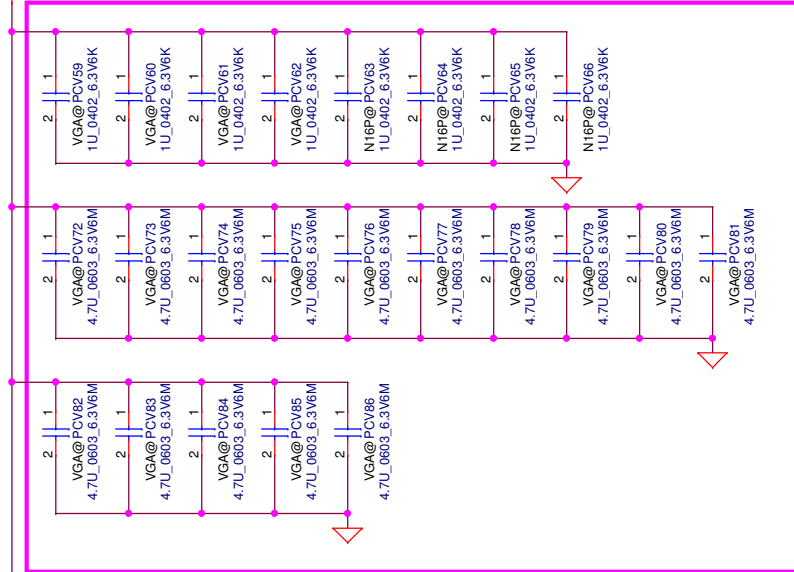 1
2
VGA@ PCV59
1U_0402_6.3V6K
1
2
VGA@ PCV60
1U_0402_6.3V6K
1
2
VGA@ PCV61
1U_0402_6.3V6K
1
2
VGA@ PCV62
1U_0402_6.3V6K
1
2
N16P@ PCV63
1U_0402_6.3V6K
1
2
N16P@ PCV64
1U_0402_6.3V6K
1
2
N16P@ PCV65
1U_0402_6.3V6K
1
2
N16P@ PCV66
1U_0402_6.3V6K
1
2
VGA@ PCV72
4.7U_0603_6.3V6M
1
2
VGA@ PCV73
4.7U_0603_6.3V6M
1
2
VGA@ PCV74
4.7U_0603_6.3V6M
1
2
VGA@ PCV75
4.7U_0603_6.3V6M
1
2
VGA@ PCV76
4.7U_0603_6.3V6M
1
2
VGA@ PCV77
4.7U_0603_6.3V6M
1
2
VGA@ PCV78
4.7U_0603_6.3V6M
1
2
VGA@ PCV79
4.7U_0603_6.3V6M
1
2
VGA@ PCV80
4.7U_0603_6.3V6M
1
2
VGA@ PCV81
4.7U_0603_6.3V6M
1
2
VGA@ PCV82
4.7U_0603_6.3V6M
1
2
VGA@ PCV83
4.7U_0603_6.3V6M
1
2
VGA@ PCV84
4.7U_0603_6.3V6M
1
2
VGA@ PCV85
4.7U_0603_6.3V6M
1
2
VGA@ PCV86
4.7U_0603_6.3V6M